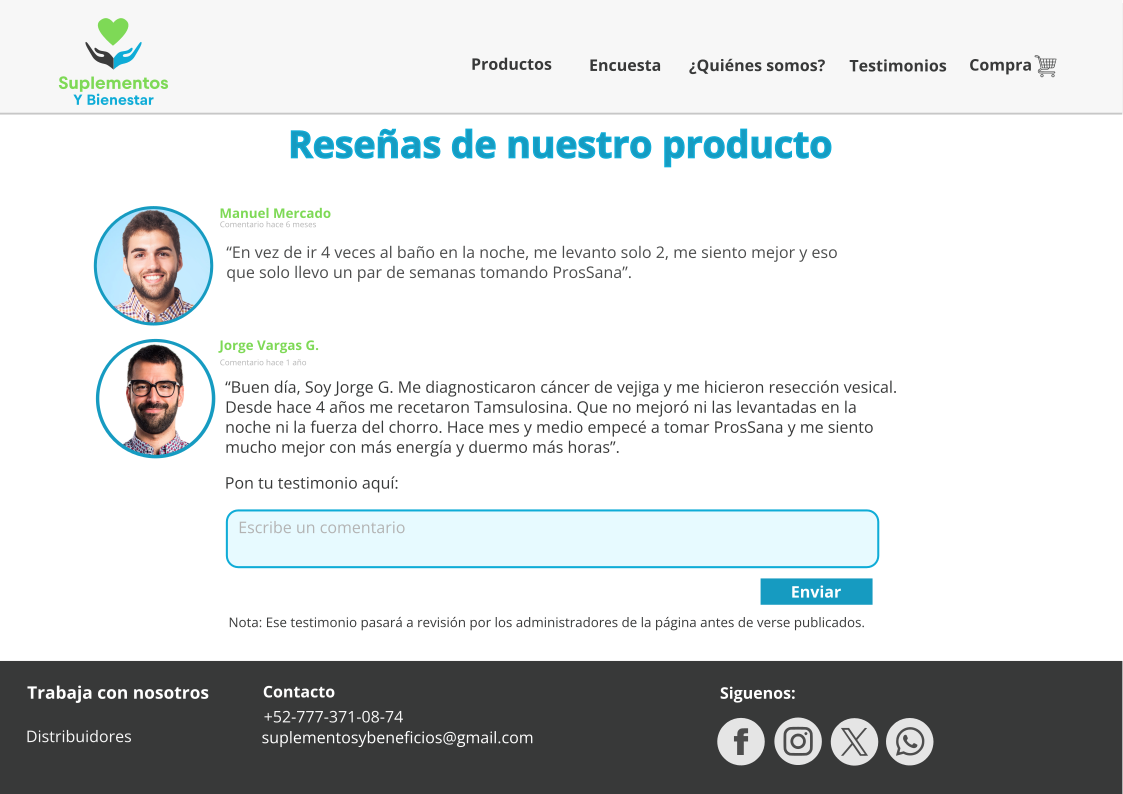 Suplementos
Y Bienestar
Productos Encuesta ¿Quiénes somos? Testimonios Compra
Reseñas de nuestro producto
Manuel Mercado
Comentario hace 6 meses
“En vez de ir 4 veces al baño en la noche, me levanto solo 2, me siento mejor y eso
que solo llevo un par de semanas tomando ProsSana”.
Jorge Vargas G.
Comentario hace 1 año
“Buen día, Soy Jorge G. Me diagnosticaron cáncer de vejiga y me hicieron resección vesical.
Desde hace 4 años me recetaron Tamsulosina. Que no mejoró ni las levantadas en la
noche ni la fuerza del chorro. Hace mes y medio empecé a tomar ProsSana y me siento
mucho mejor con más energía y duermo más horas”.
Pon tu testimonio aquí:
Escribe un comentario
Enviar
Nota: Ese testimonio pasará a revisión por los administradores de la página antes de verse publicados.
Trabaja con nosotros
Distribuidores
Contacto
+52-777-371-08-74
suplementosybeneficios@gmail.com
Siguenos: